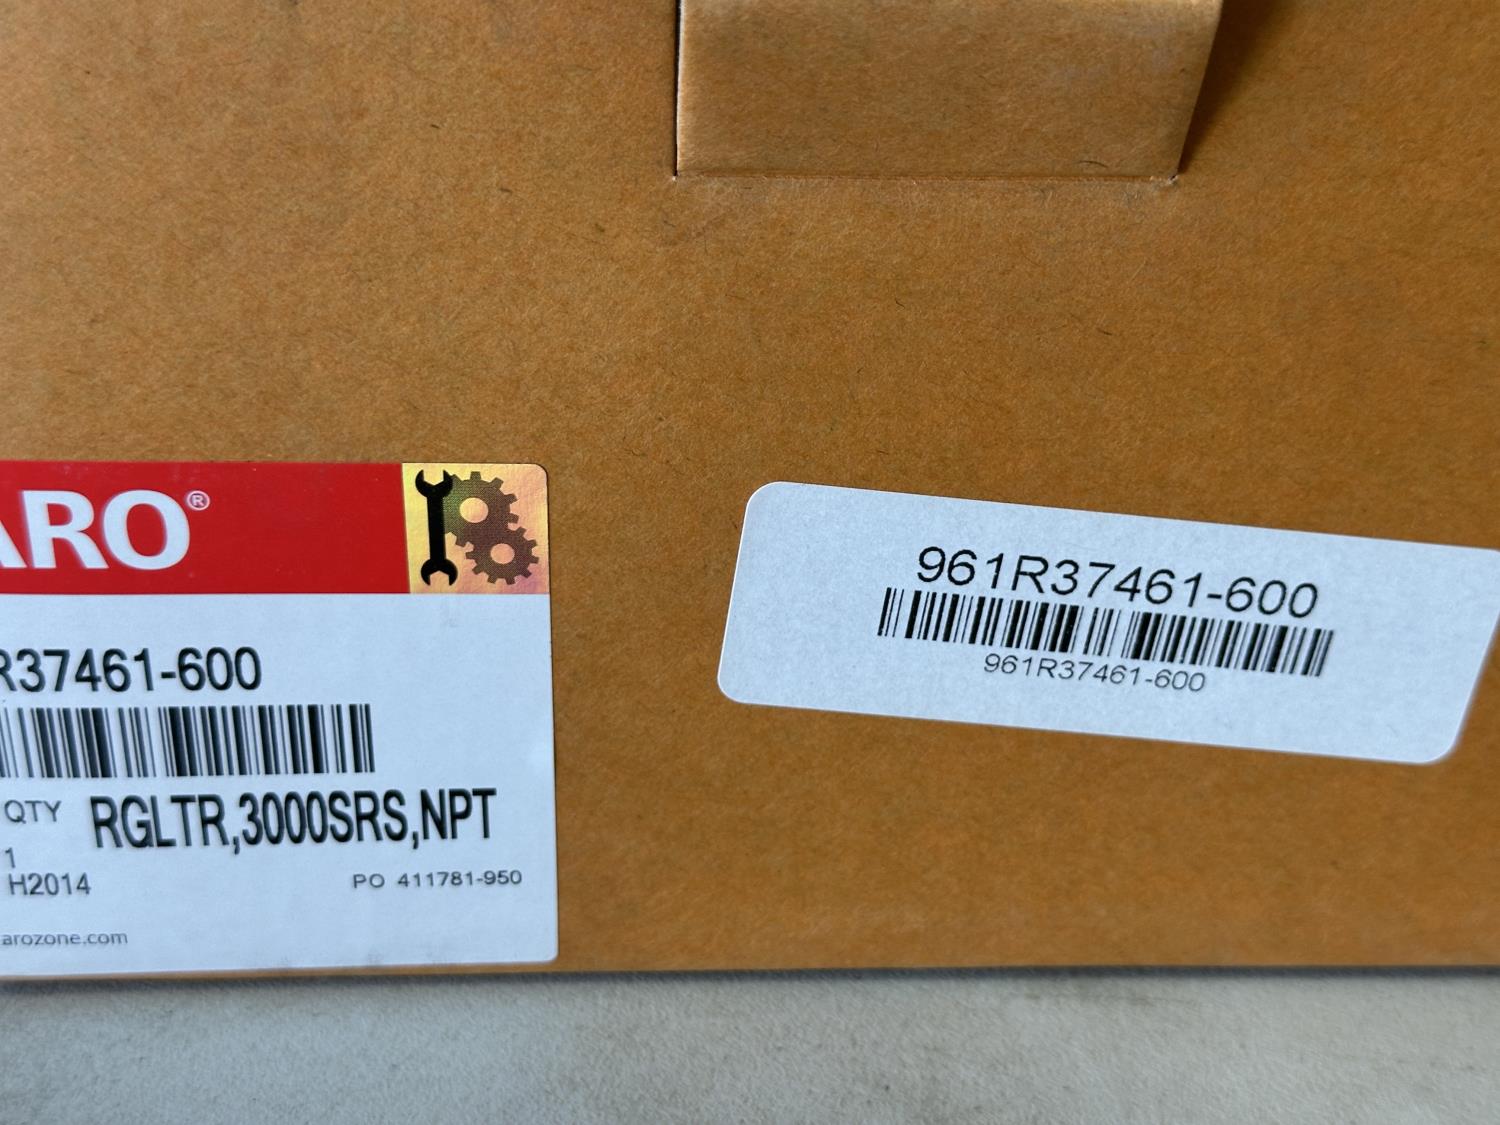 ARO®
R37461-600
QTY RGLTR,3000SRS,NPT
1
H2014
PO 411781-950
arozone.com
961R37461-600
961R37461-600